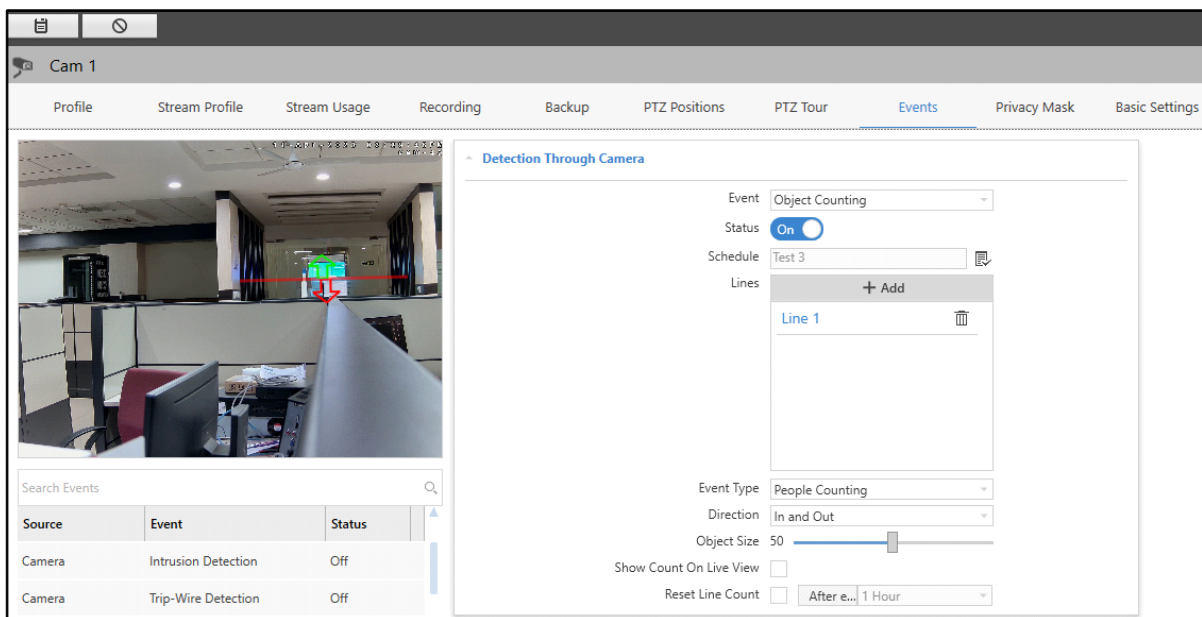 Cam 1
Profile Stream Profile Stream Usage Recording Backup PTZ Positions PTZ Tour Events Privacy Mask Basic Settings
Detection Through Camera
Event Object Counting
Status On
Schedule Test 3
Lines + Add
Line 1
Event Type People Counting
Direction In and Out
Object Size 50
Show Count On Live View
Reset Line Count After e... 1 Hour
Search Events
Source Event Status
Camera Intrusion Detection Off
Camera Trip-Wire Detection Off